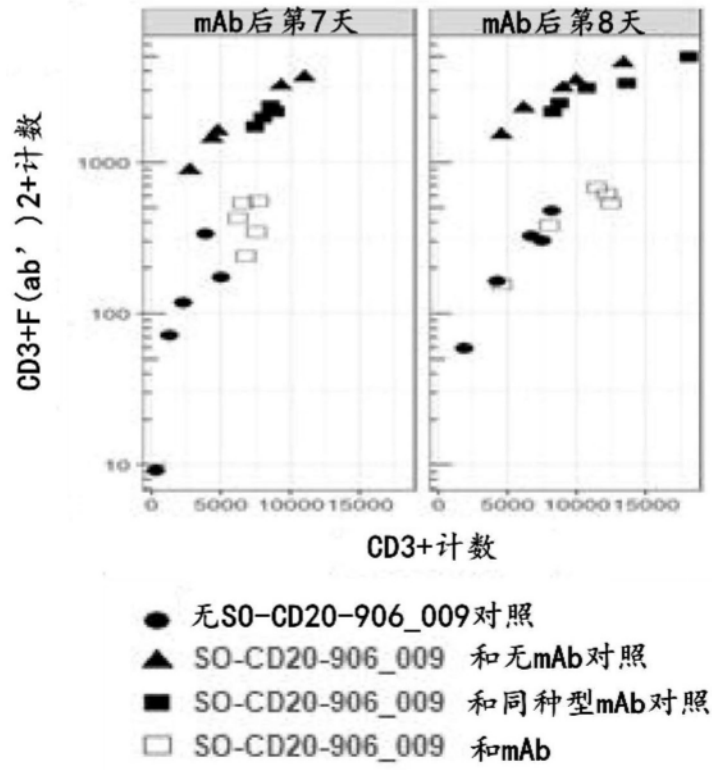 mAb后第7天 mAb后第8天
CD3+F(ab’)2+计数
1000
100
10
0 5000 10000 15000 0 5000 10000 15000
CD3+计数
无SO-CD20-906_009对照
SO-CD20-906_009 和无mAb对照
SO-CD20-906_009 和同种型mAb对照
SO-CD20-906_009 和mAb